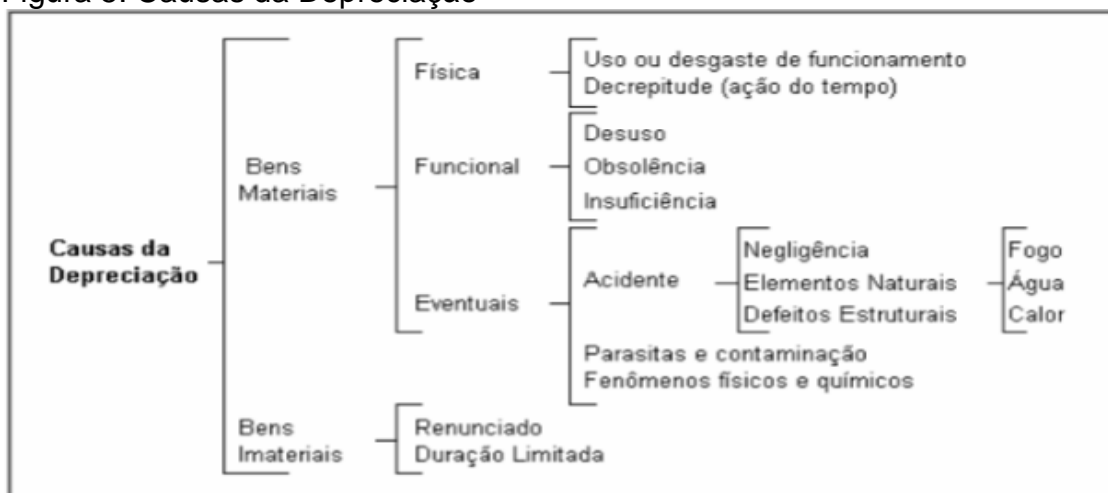 Figura 3: Causas da Depreciação
Física
Uso ou desgaste de funcionamento
Decrepitude (ação do tempo)
Bens
Materiais
Funcional
Desuso
Obsolência
Insuficiência
Causas da
Depreciação
Eventuais
Acidente
Negligência
Elementos Naturais
Defeitos Estruturais
Fogo
Água
Calor
Parasitas e contaminação
Fenômenos físicos e químicos
Bens
Imateriais
Renunciado
Duração Limitada